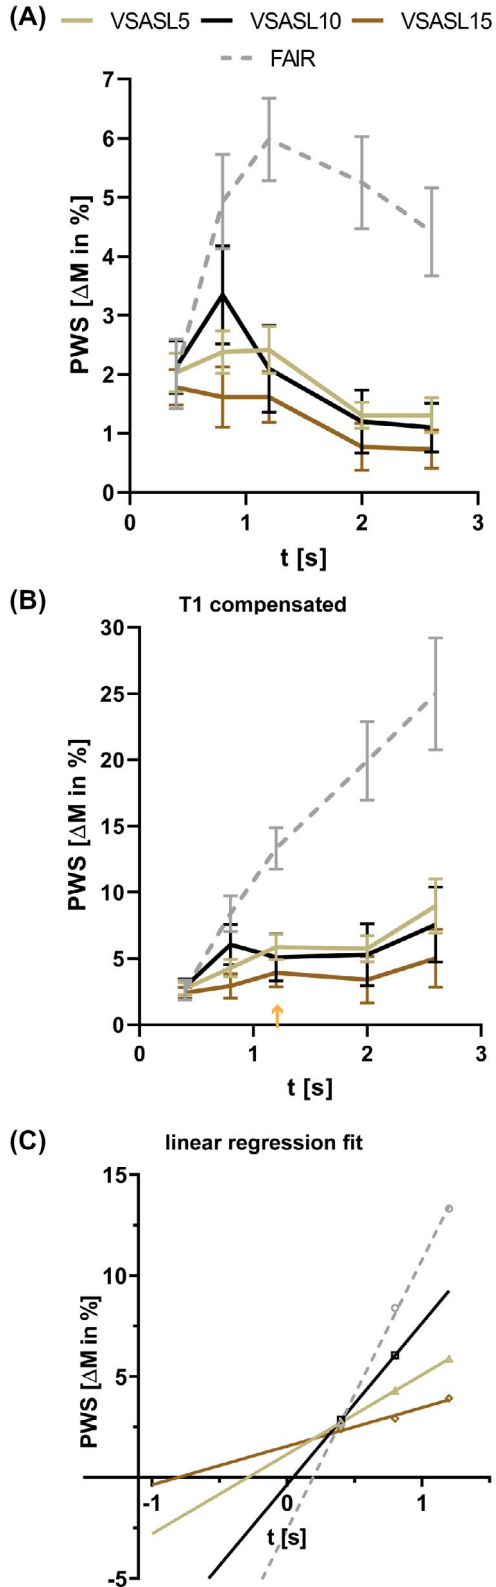 (A) VSASL5 VSASL10 VSASL15
FAIR
7
6
5
4
3
2
1
0
PWS [ΔM in %]
0 1 2 3
t [s]
(B) T1 compensated
30
25
20
15
10
5
0
PWS [ΔM in %]
0 1 2 3
t [s]
(C) linear regression fit
15
10
5
-5
PWS [ΔM in %]
-1 0 1
t [s]